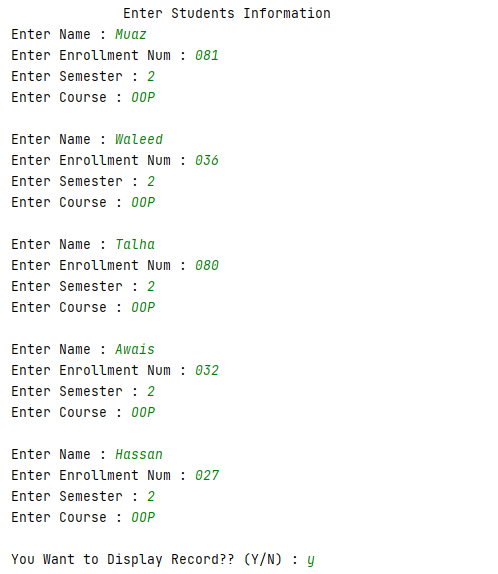 Enter Students Information
Enter Name : Muaz
Enter Enrollment Num : 081
Enter Semester : 2
Enter Course : OOP
Enter Name : Waleed
Enter Enrollment Num : 036
Enter Semester : 2
Enter Course : OOP
Enter Name : Talha
Enter Enrollment Num : 080
Enter Semester : 2
Enter Course : OOP
Enter Name : Awais
Enter Enrollment Num : 032
Enter Semester : 2
Enter Course : OOP
Enter Name : Hassan
Enter Enrollment Num : 027
Enter Semester : 2
Enter Course : OOP
You Want to Display Record?? (Y/N) : y